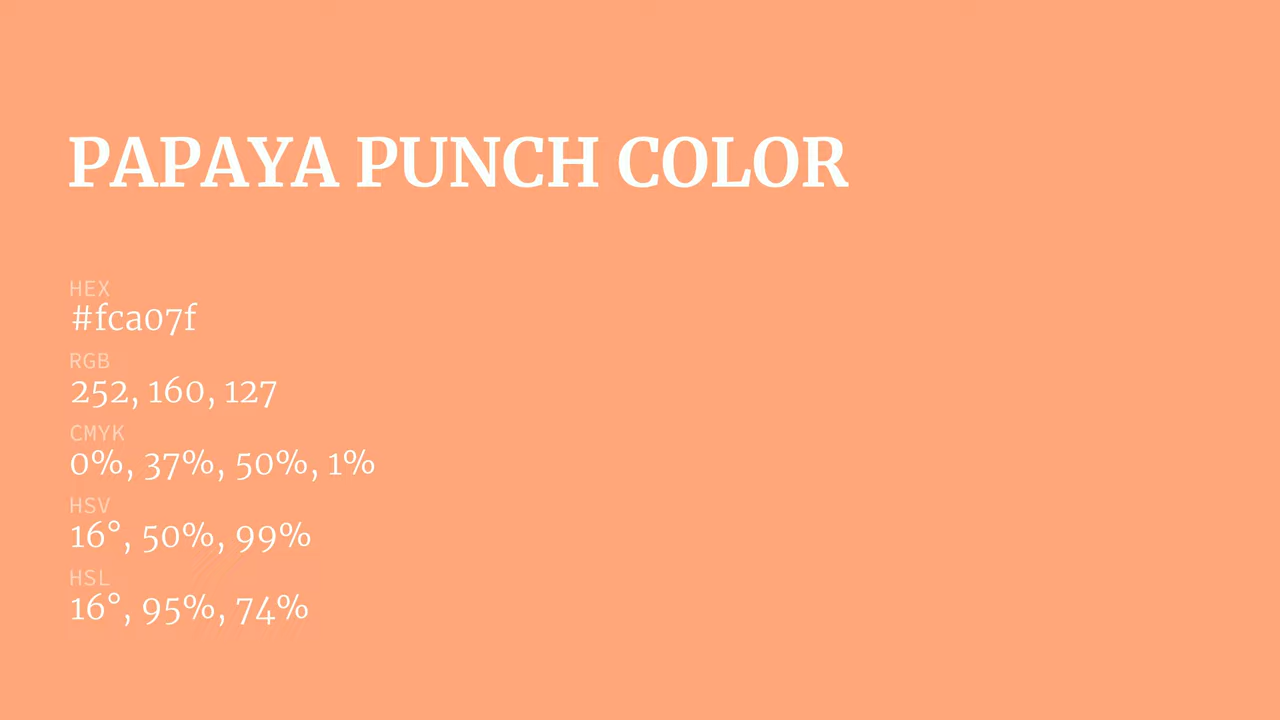 PAPAYA PUNCH COLOR
HEX
#fca07f
RGB
252, 160, 127
CMYK
0%, 37%, 50%, 1%
HSV
16°, 50%, 99%
HSL
16°, 95%, 74%